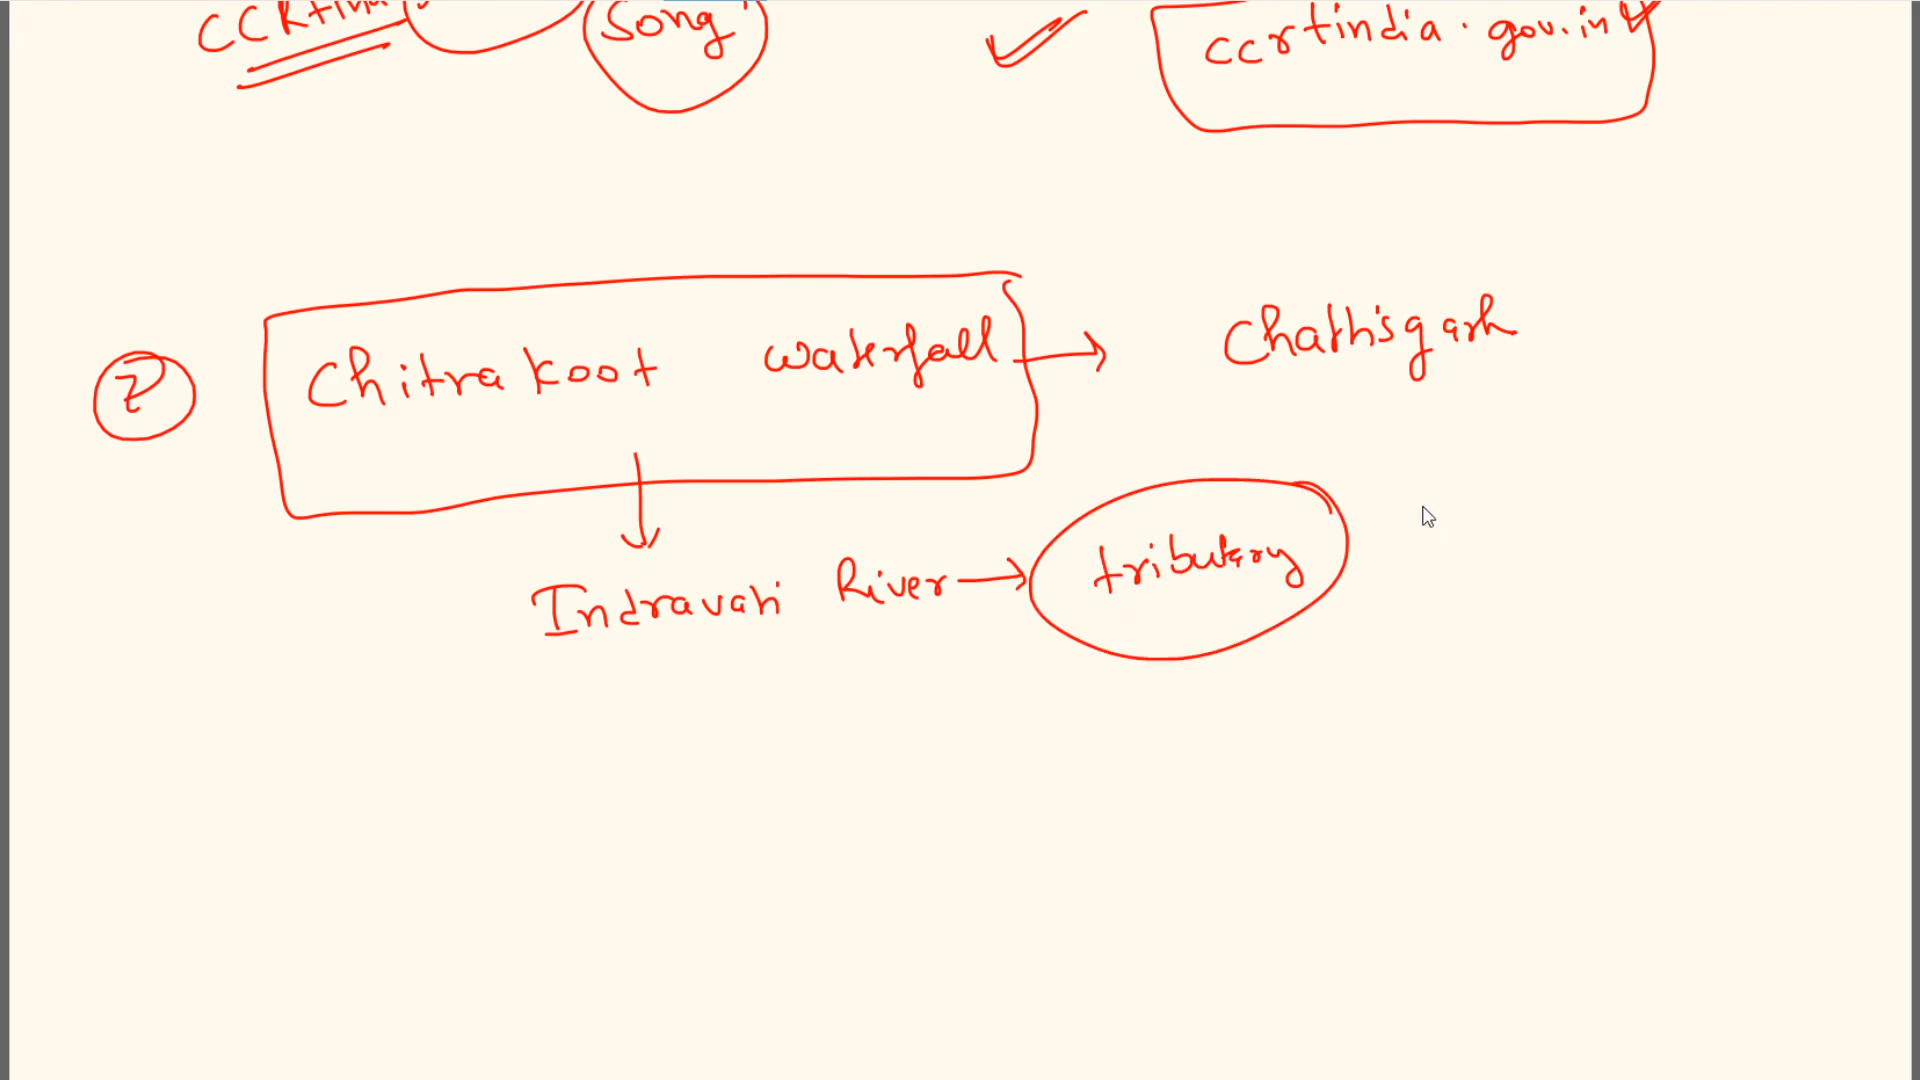 song
ccrtindia.gov.in
2
Chitrakoot waterfall → Chattisgarh
Indravati River → tributary